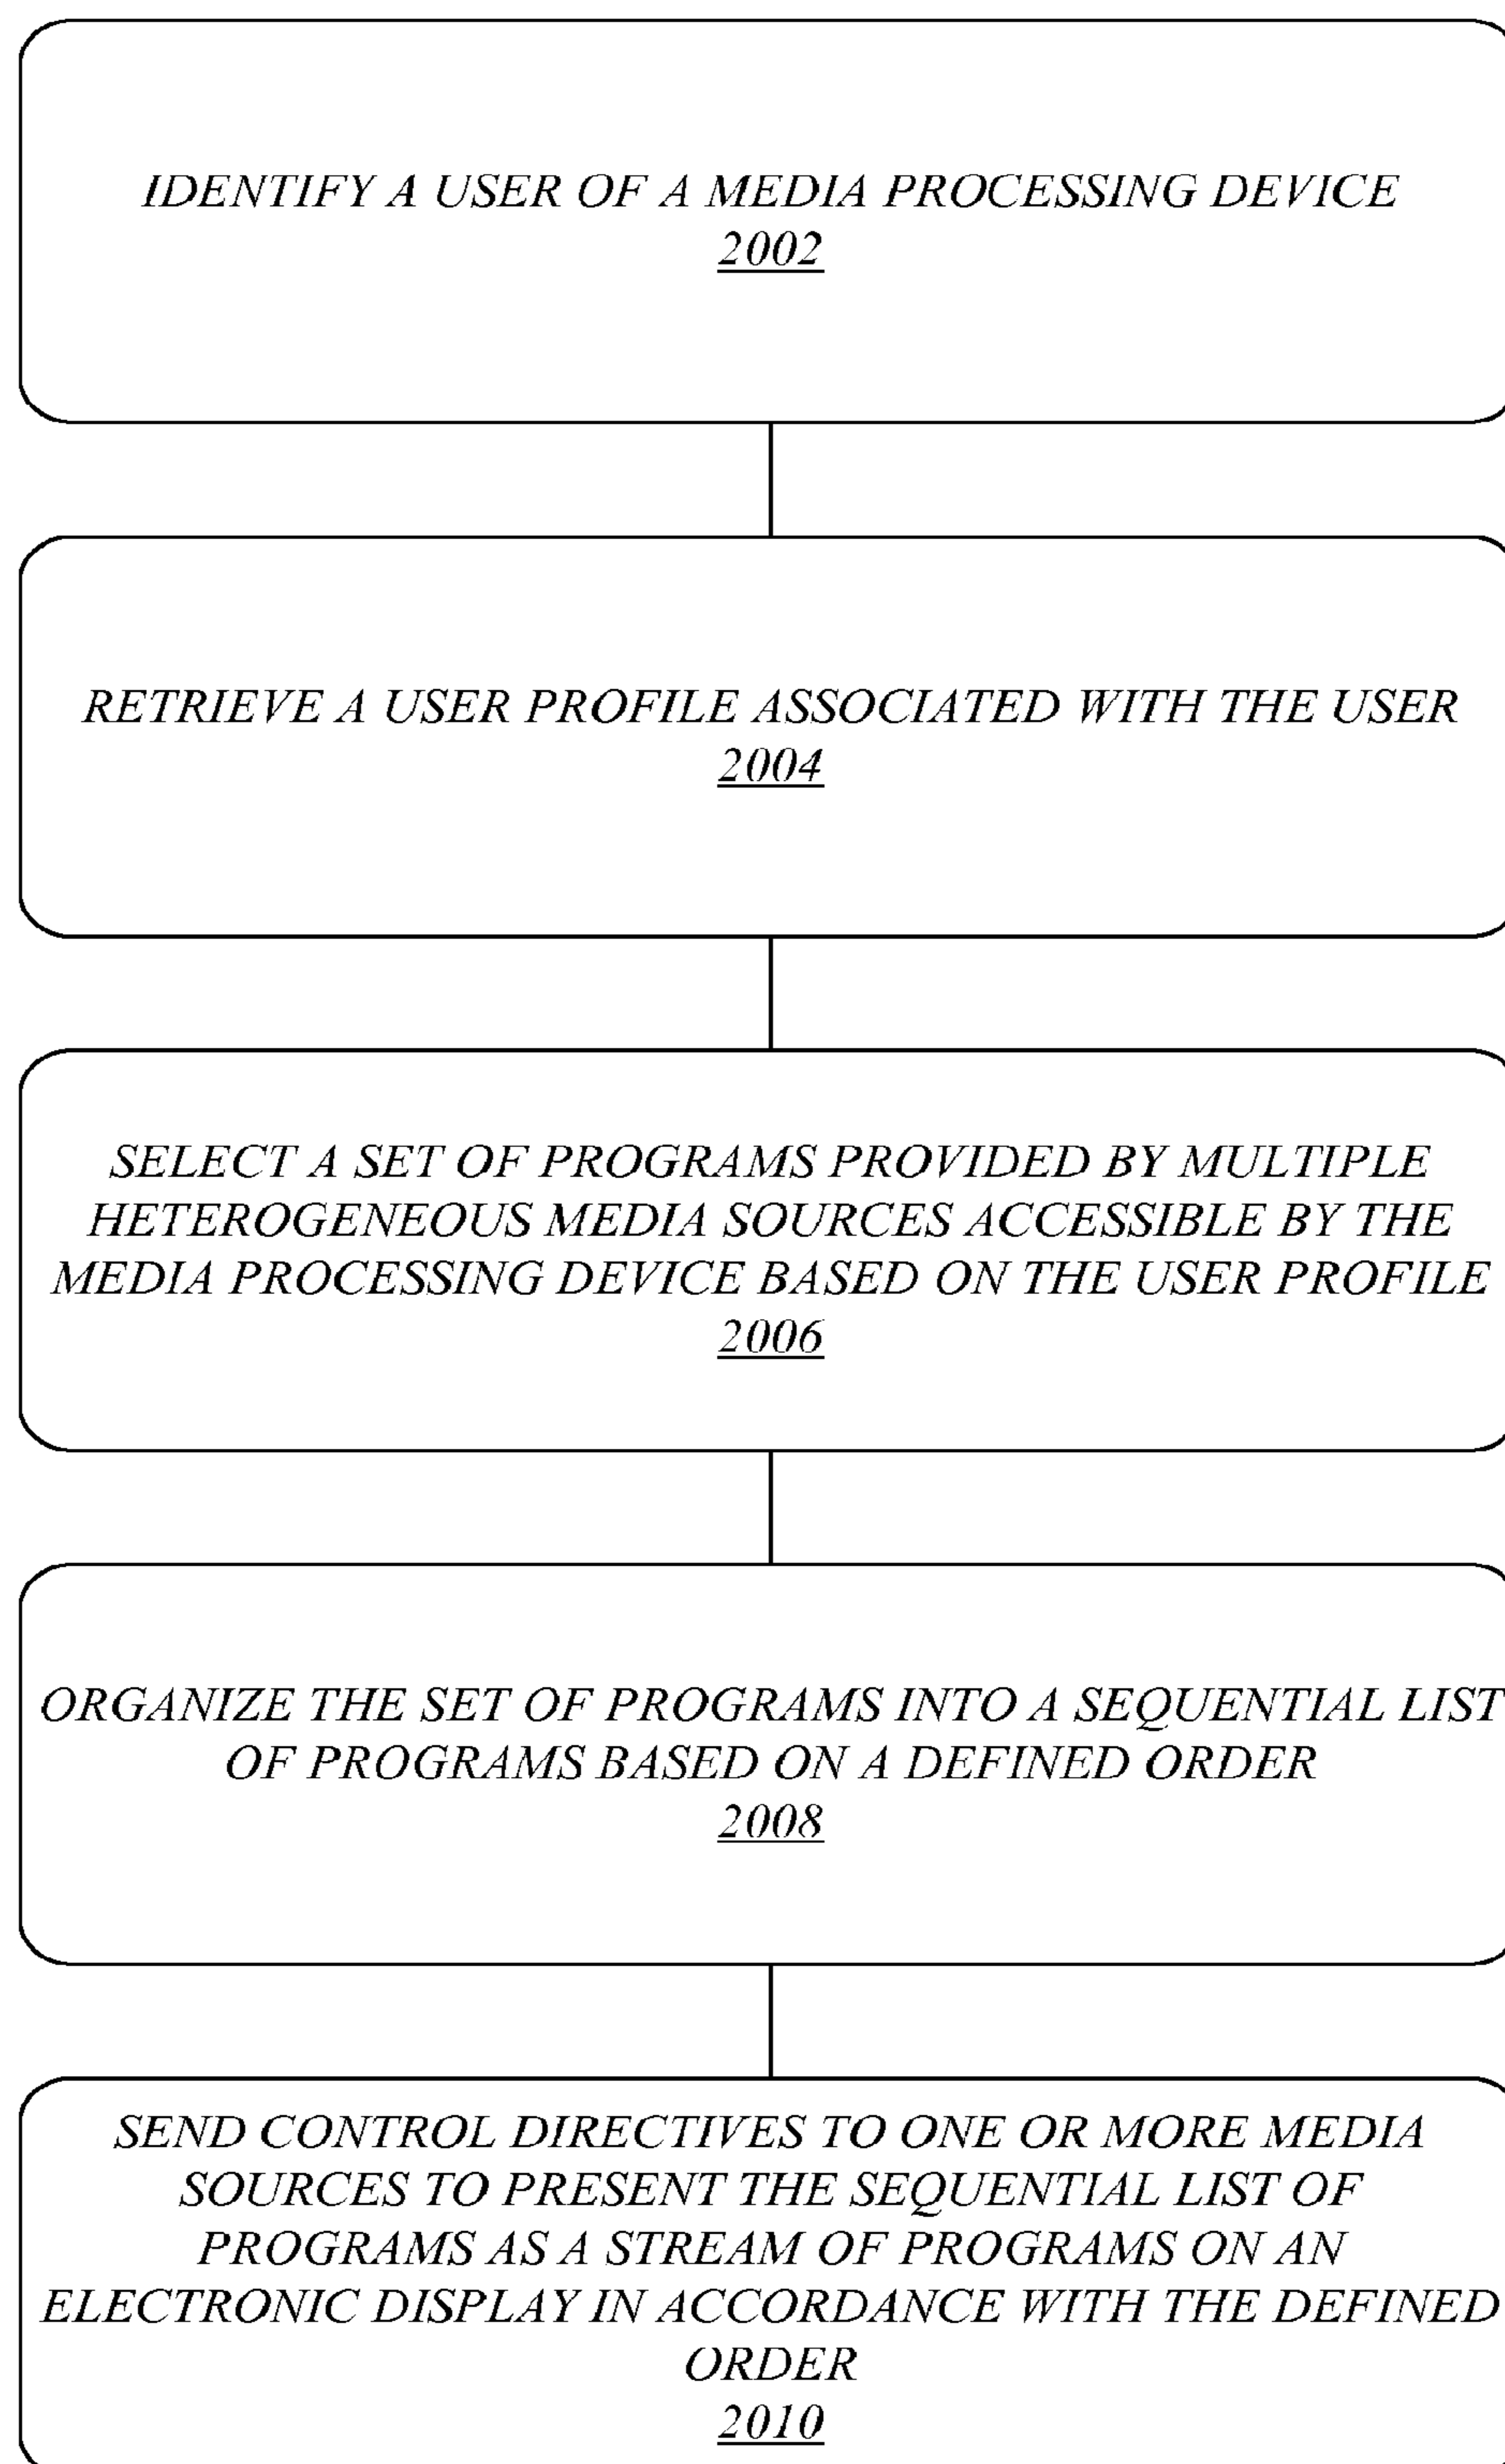 IDENTIFY A USER OF A MEDIA PROCESSING DEVICE
2002
RETRIEVE A USER PROFILE ASSOCIATED WITH THE USER
2004
SELECT A SET OF PROGRAMS PROVIDED BY MULTIPLE
HETEROGENEOUS MEDIA SOURCES ACCESSIBLE BY THE
MEDIA PROCESSING DEVICE BASED ON THE USER PROFILE
2006
ORGANIZE THE SET OF PROGRAMS INTO A SEQUENTIAL LIST
OF PROGRAMS BASED ON A DEFINED ORDER
2008
SEND CONTROL DIRECTIVES TO ONE OR MORE MEDIA
SOURCES TO PRESENT THE SEQUENTIAL LIST OF
PROGRAMS AS A STREAM OF PROGRAMS ON AN
ELECTRONIC DISPLAY IN ACCORDANCE WITH THE DEFINED
ORDER
2010